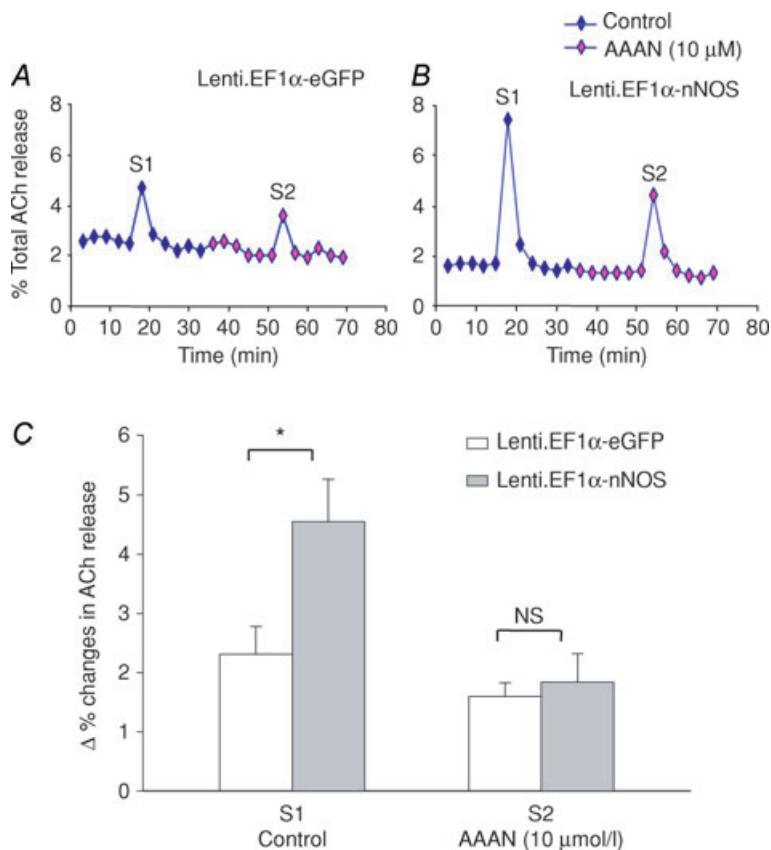 Control
AAAN (10 µM)
A
Lenti.EF1α-eGFP
8
6
4
2
0
S1
S2
% Total ACh release
0 10 20 30 40 50 60 70 80
Time (min)
B
Lenti.EF1α-nNOS
8
6
4
2
0
S1
S2
0 10 20 30 40 50 60 70 80
Time (min)
C
6
5
4
3
2
1
0
Δ % changes in ACh release
*
NS
Lenti.EF1α-eGFP
Lenti.EF1α-nNOS
S1
Control
S2
AAAN (10 µmol/l)